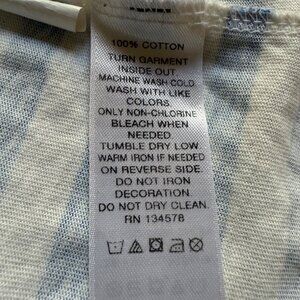 100% COTTON
TURN GARMENT
INSIDE OUT
MACHINE WASH COLD
WASH WITH LIKE
COLORS.
ONLY NON-CHLORINE
BLEACH WHEN
NEEDED.
TUMBLE DRY LOW.
WARM IRON IF NEEDED
ON REVERSE SIDE.
DO NOT IRON
DECORATION.
DO NOT DRY CLEAN.
RN 134578